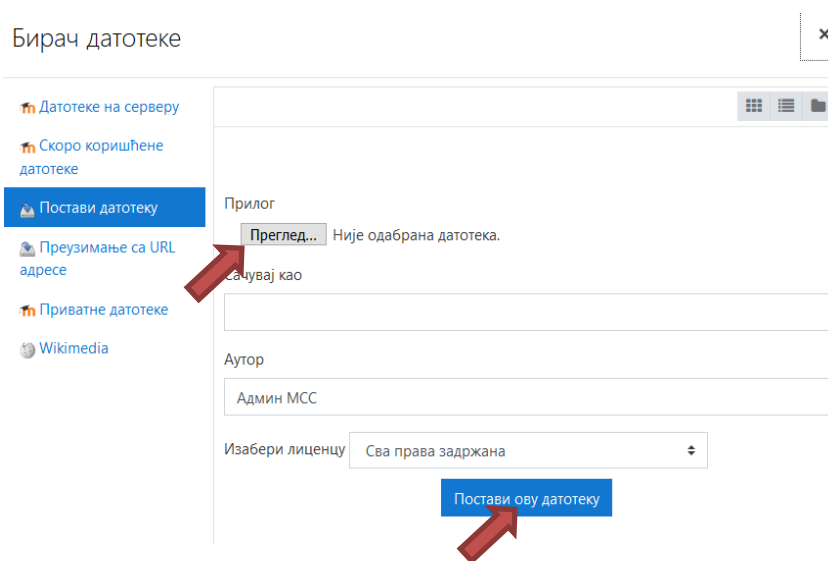 Бирач датотеке
Датотеке на серверу
Скоро коришћене
датотеке
Постави датотеку
Преузимање са URL
адресе
Приватне датотеке
Wikimedia
Прилог
Преглед... Није одабрана датотека.
Сачувај као
Аутор
Админ МСС
Изабери лиценцу Сва права задржана
Постави ову датотеку